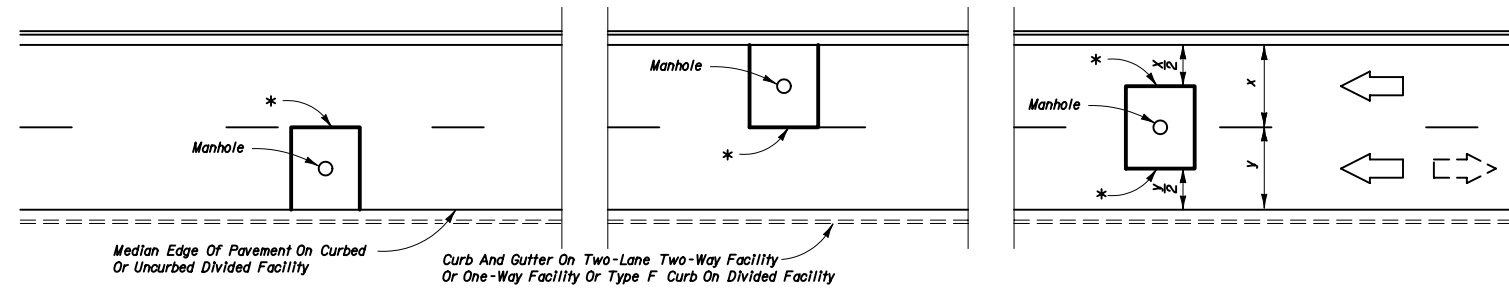 *
Manhole
Median Edge Of Pavement On Curbed
Or Uncurbed Divided Facility
Manhole
*
Curb And Gutter On Two-Lane Two-Way Facility
Or One-Way Facility Or Type F Curb On Divided Facility
*
Manhole
*
X/2
Y/2
x
y